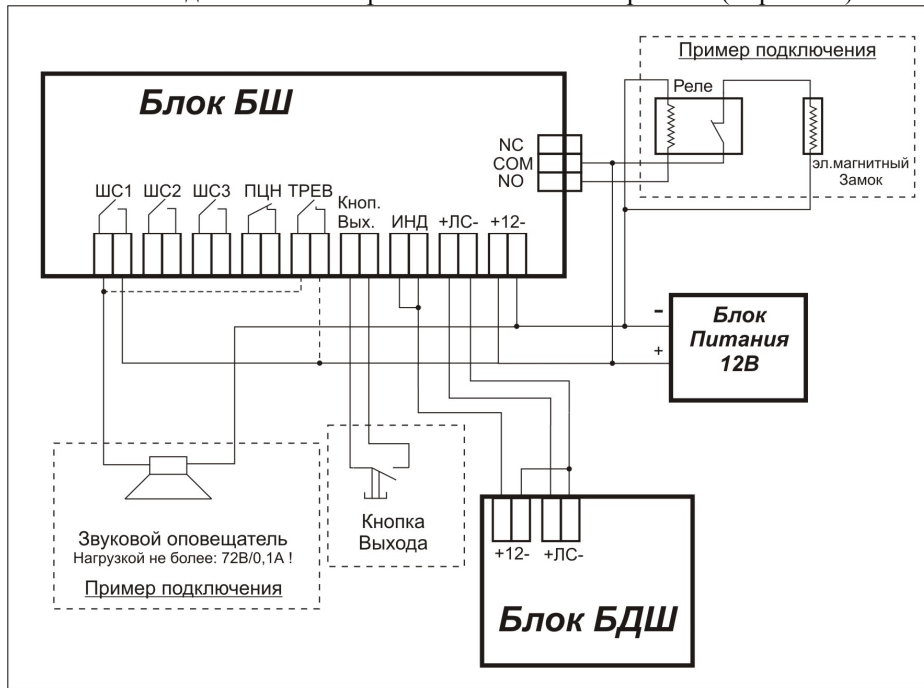 Пример подключения
Блок БШ
Реле
NC
COM
NO
эл.магнитный
Замок
ШС1 ШС2 ШС3 ПЦН ТРЕВ Кноп. Вых. ИНД +ЛС- +12-
-
+
Блок
Питания
12В
Звуковой оповещатель
Нагрузкой не более: 72В/0,1А !
Пример подключения
Кнопка
Выхода
+12- +ЛС-
Блок БДШ